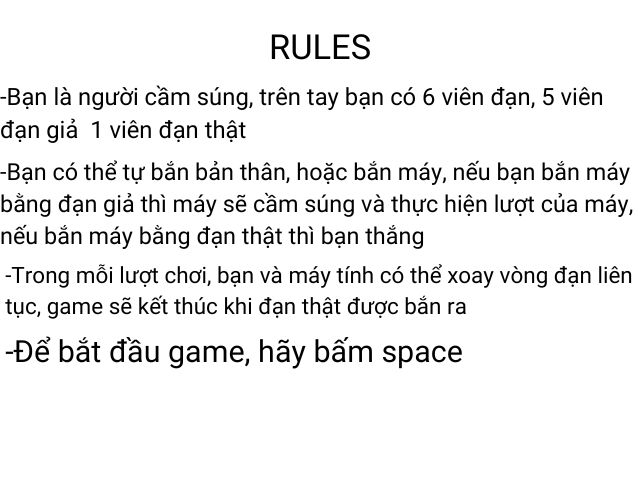 RULES
-Bạn là người cầm súng, trên tay bạn có 6 viên đạn, 5 viên
đạn giả  1 viên đạn thật
-Bạn có thể tự bắn bản thân, hoặc bắn máy, nếu bạn bắn máy
bằng đạn giả thì máy sẽ cầm súng và thực hiện lượt của máy,
nếu bắn máy bằng đạn thật thì bạn thắng
-Trong mỗi lượt chơi, bạn và máy tính có thể xoay vòng đạn liên
tục, game sẽ kết thúc khi đạn thật được bắn ra
-Để bắt đầu game, hãy bấm space